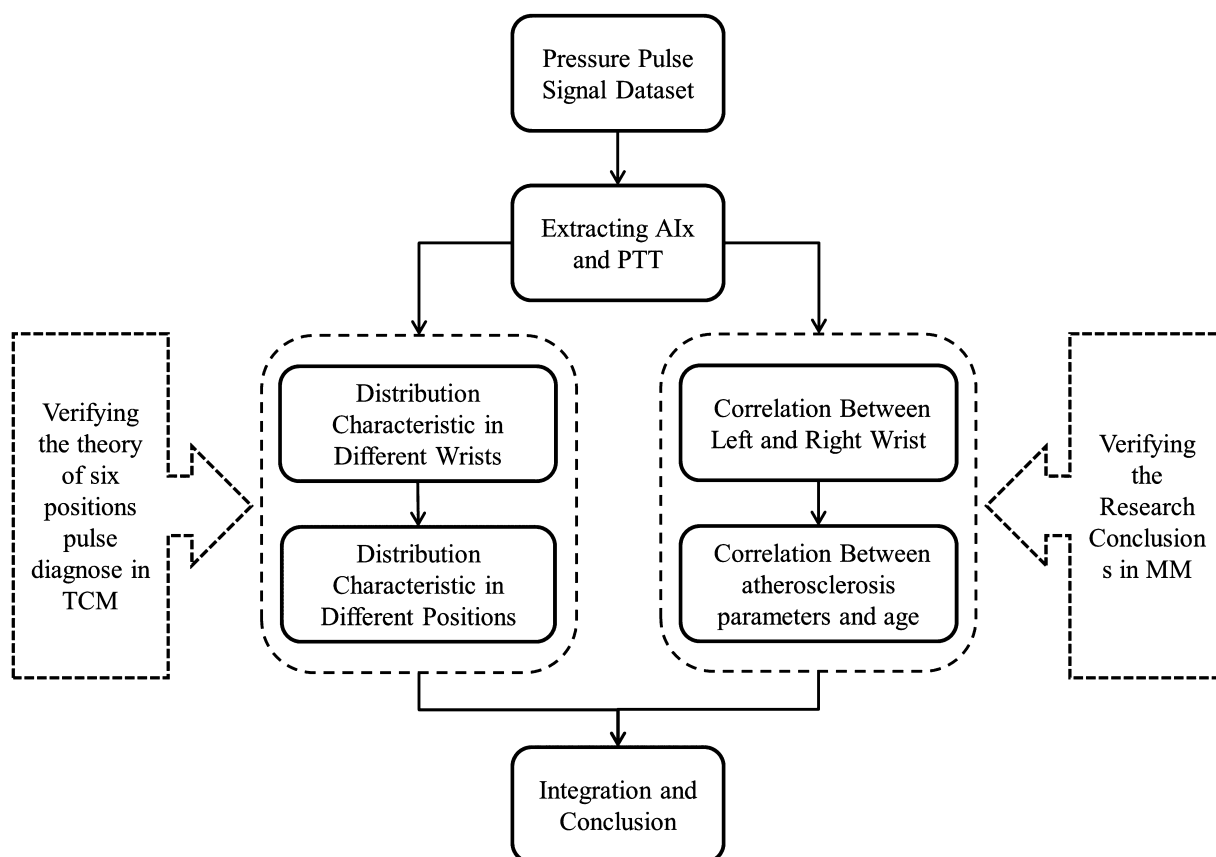 Pressure Pulse
Signal Dataset
Extracting AIx
and PTT
Verifying
the theory
of six
positions
pulse
diagnose in
TCM
Distribution
Characteristic in
Different Wrists
Distribution
Characteristic in
Different Positions
Correlation Between
Left and Right Wrist
Correlation Between
atherosclerosis
parameters and age
Verifying
the
Research
Conclusion
s in MM
Integration and
Conclusion